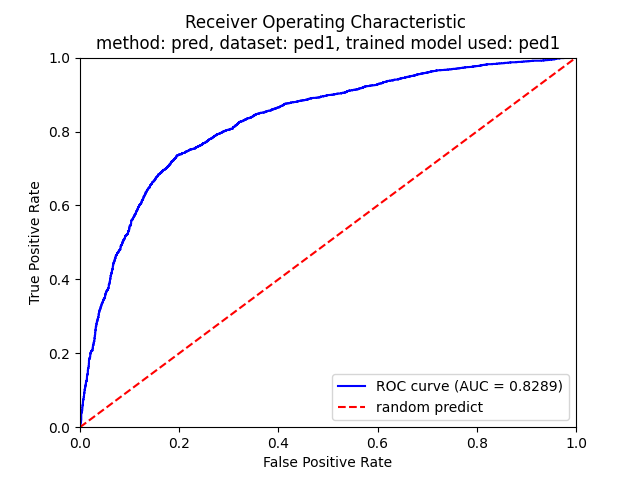 Receiver Operating Characteristic
method: pred, dataset: ped1, trained model used: ped1
1.0
0.8
0.6
0.4
0.2
0.0
True Positive Rate
ROC curve (AUC = 0.8289)
random predict
0.0 0.2 0.4 0.6 0.8 1.0
False Positive Rate